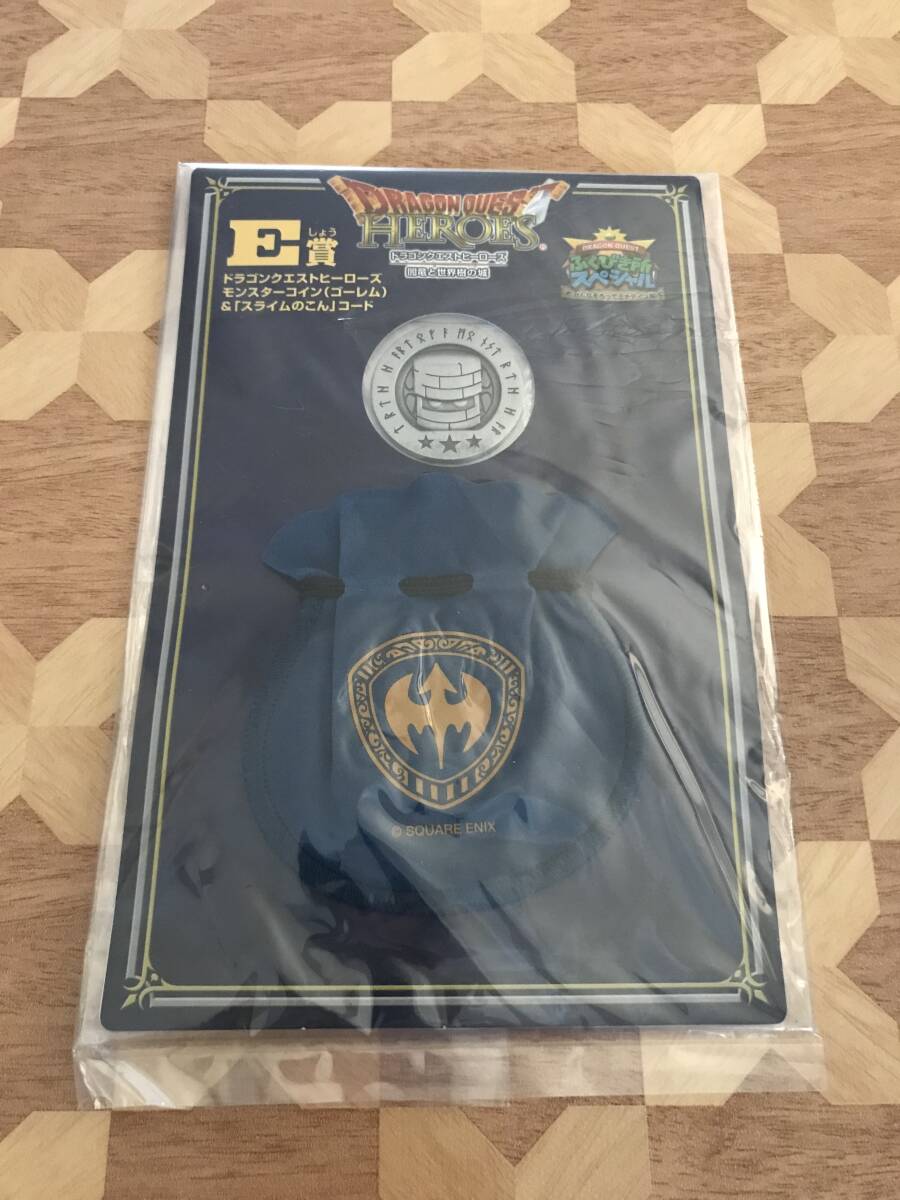 E賞
しょう
ドラゴンクエストヒーローズ
モンスターコイン(ゴーレム)
&「スライムのこん」コード
DRAGON QUEST
HEROES®
ドラゴンクエストヒーローズ
闇竜と世界樹の城
DRAGON QUEST
ふくびき所
スペシャル
© SQUARE ENIX